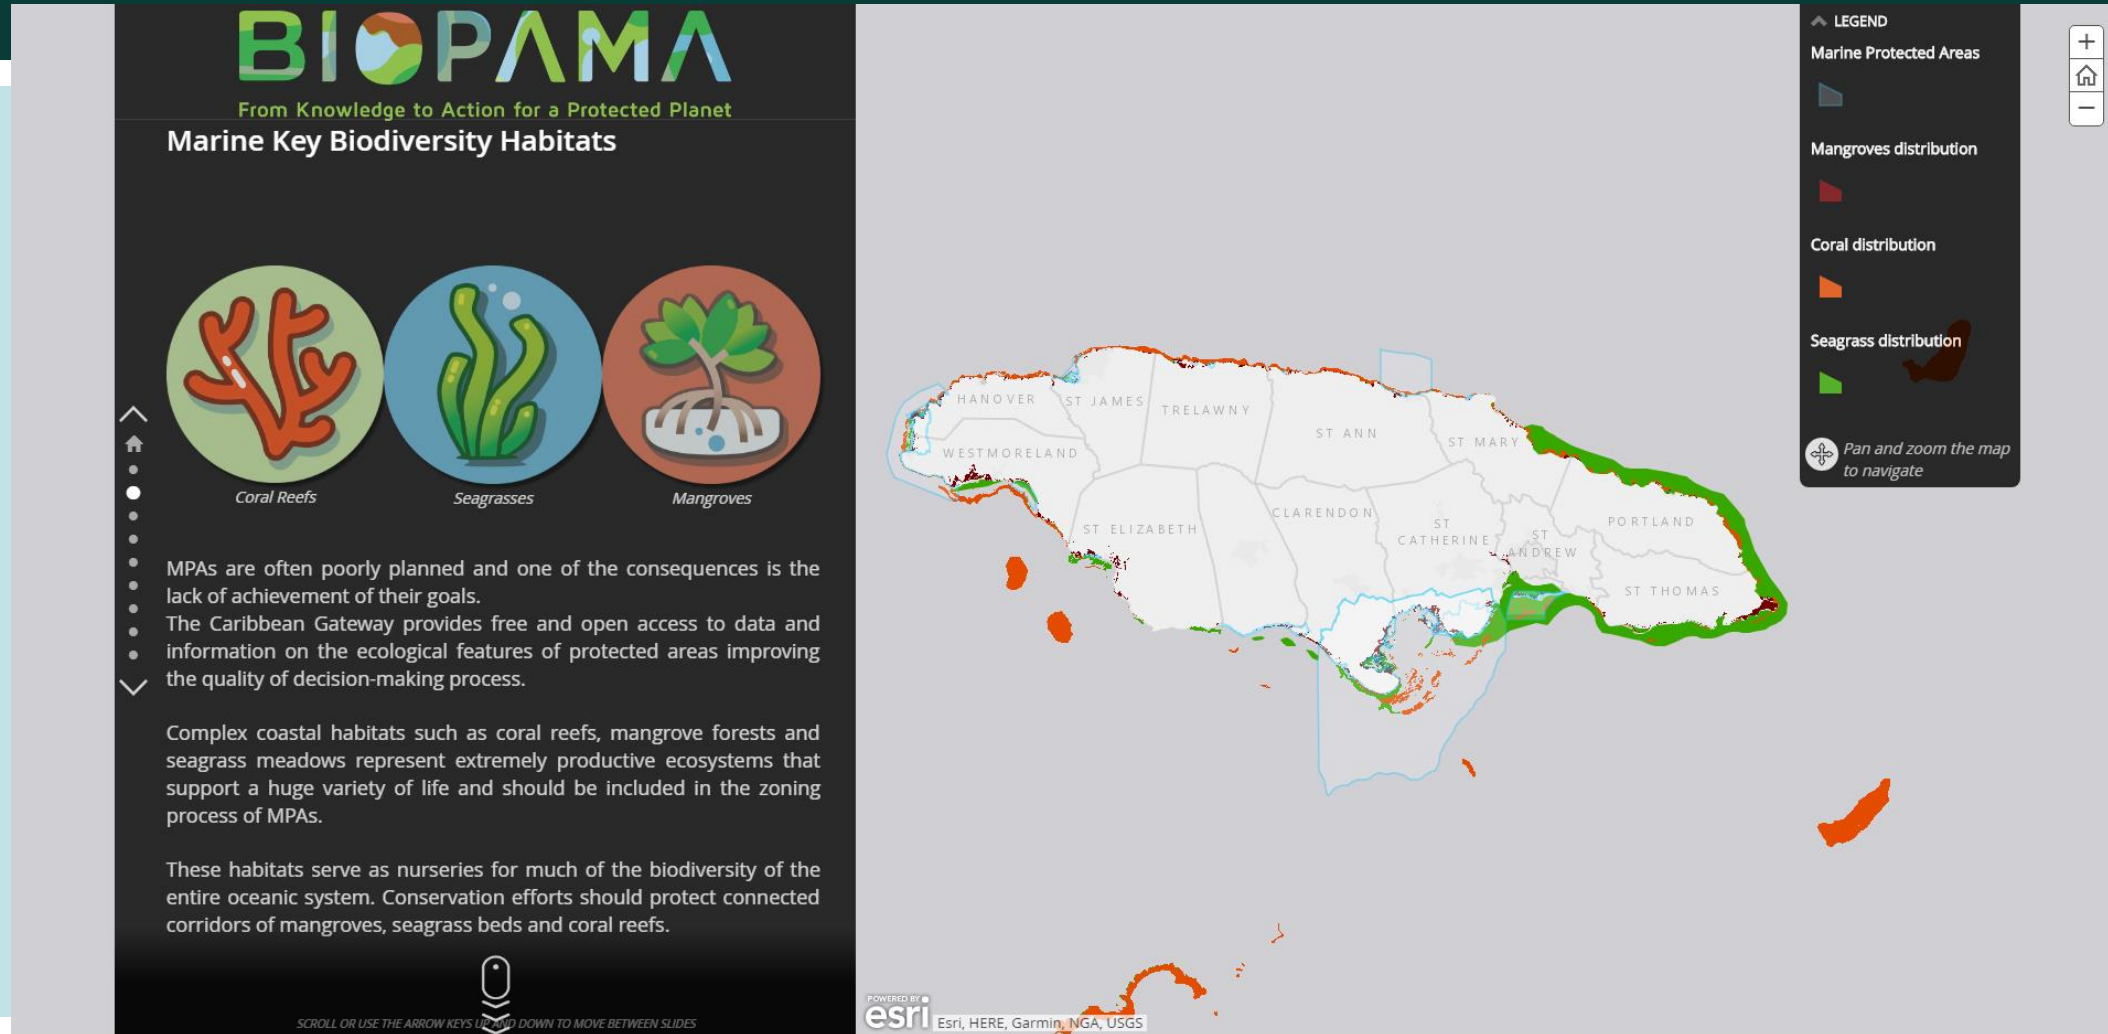 BIOPAMA
From Knowledge to Action for a Protected Planet
Marine Key Biodiversity Habitats
Coral Reefs
Seagrasses
Mangroves
MPAs are often poorly planned and one of the consequences is the
lack of achievement of their goals.
The Caribbean Gateway provides free and open access to data and
information on the ecological features of protected areas improving
the quality of decision-making process.
Complex coastal habitats such as coral reefs, mangrove forests and
seagrass meadows represent extremely productive ecosystems that
support a huge variety of life and should be included in the zoning
process of MPAs.
These habitats serve as nurseries for much of the biodiversity of the
entire oceanic system. Conservation efforts should protect connected
corridors of mangroves, seagrass beds and coral reefs.
SCROLL OR USE THE ARROW KEYS UP AND DOWN TO MOVE BETWEEN SLIDES
HANOVER
ST JAMES
TRELAWNY
ST ANN
ST MARY
WESTMORELAND
ST ELIZABETH
CLARENDON
ST
CATHERINE
ST
ANDREW
PORTLAND
ST THOMAS
POWERED BY
esri
Esri, HERE, Garmin, NGA, USGS
LEGEND
Marine Protected Areas
Mangroves distribution
Coral distribution
Seagrass distribution
Pan and zoom the map
to navigate
+
−